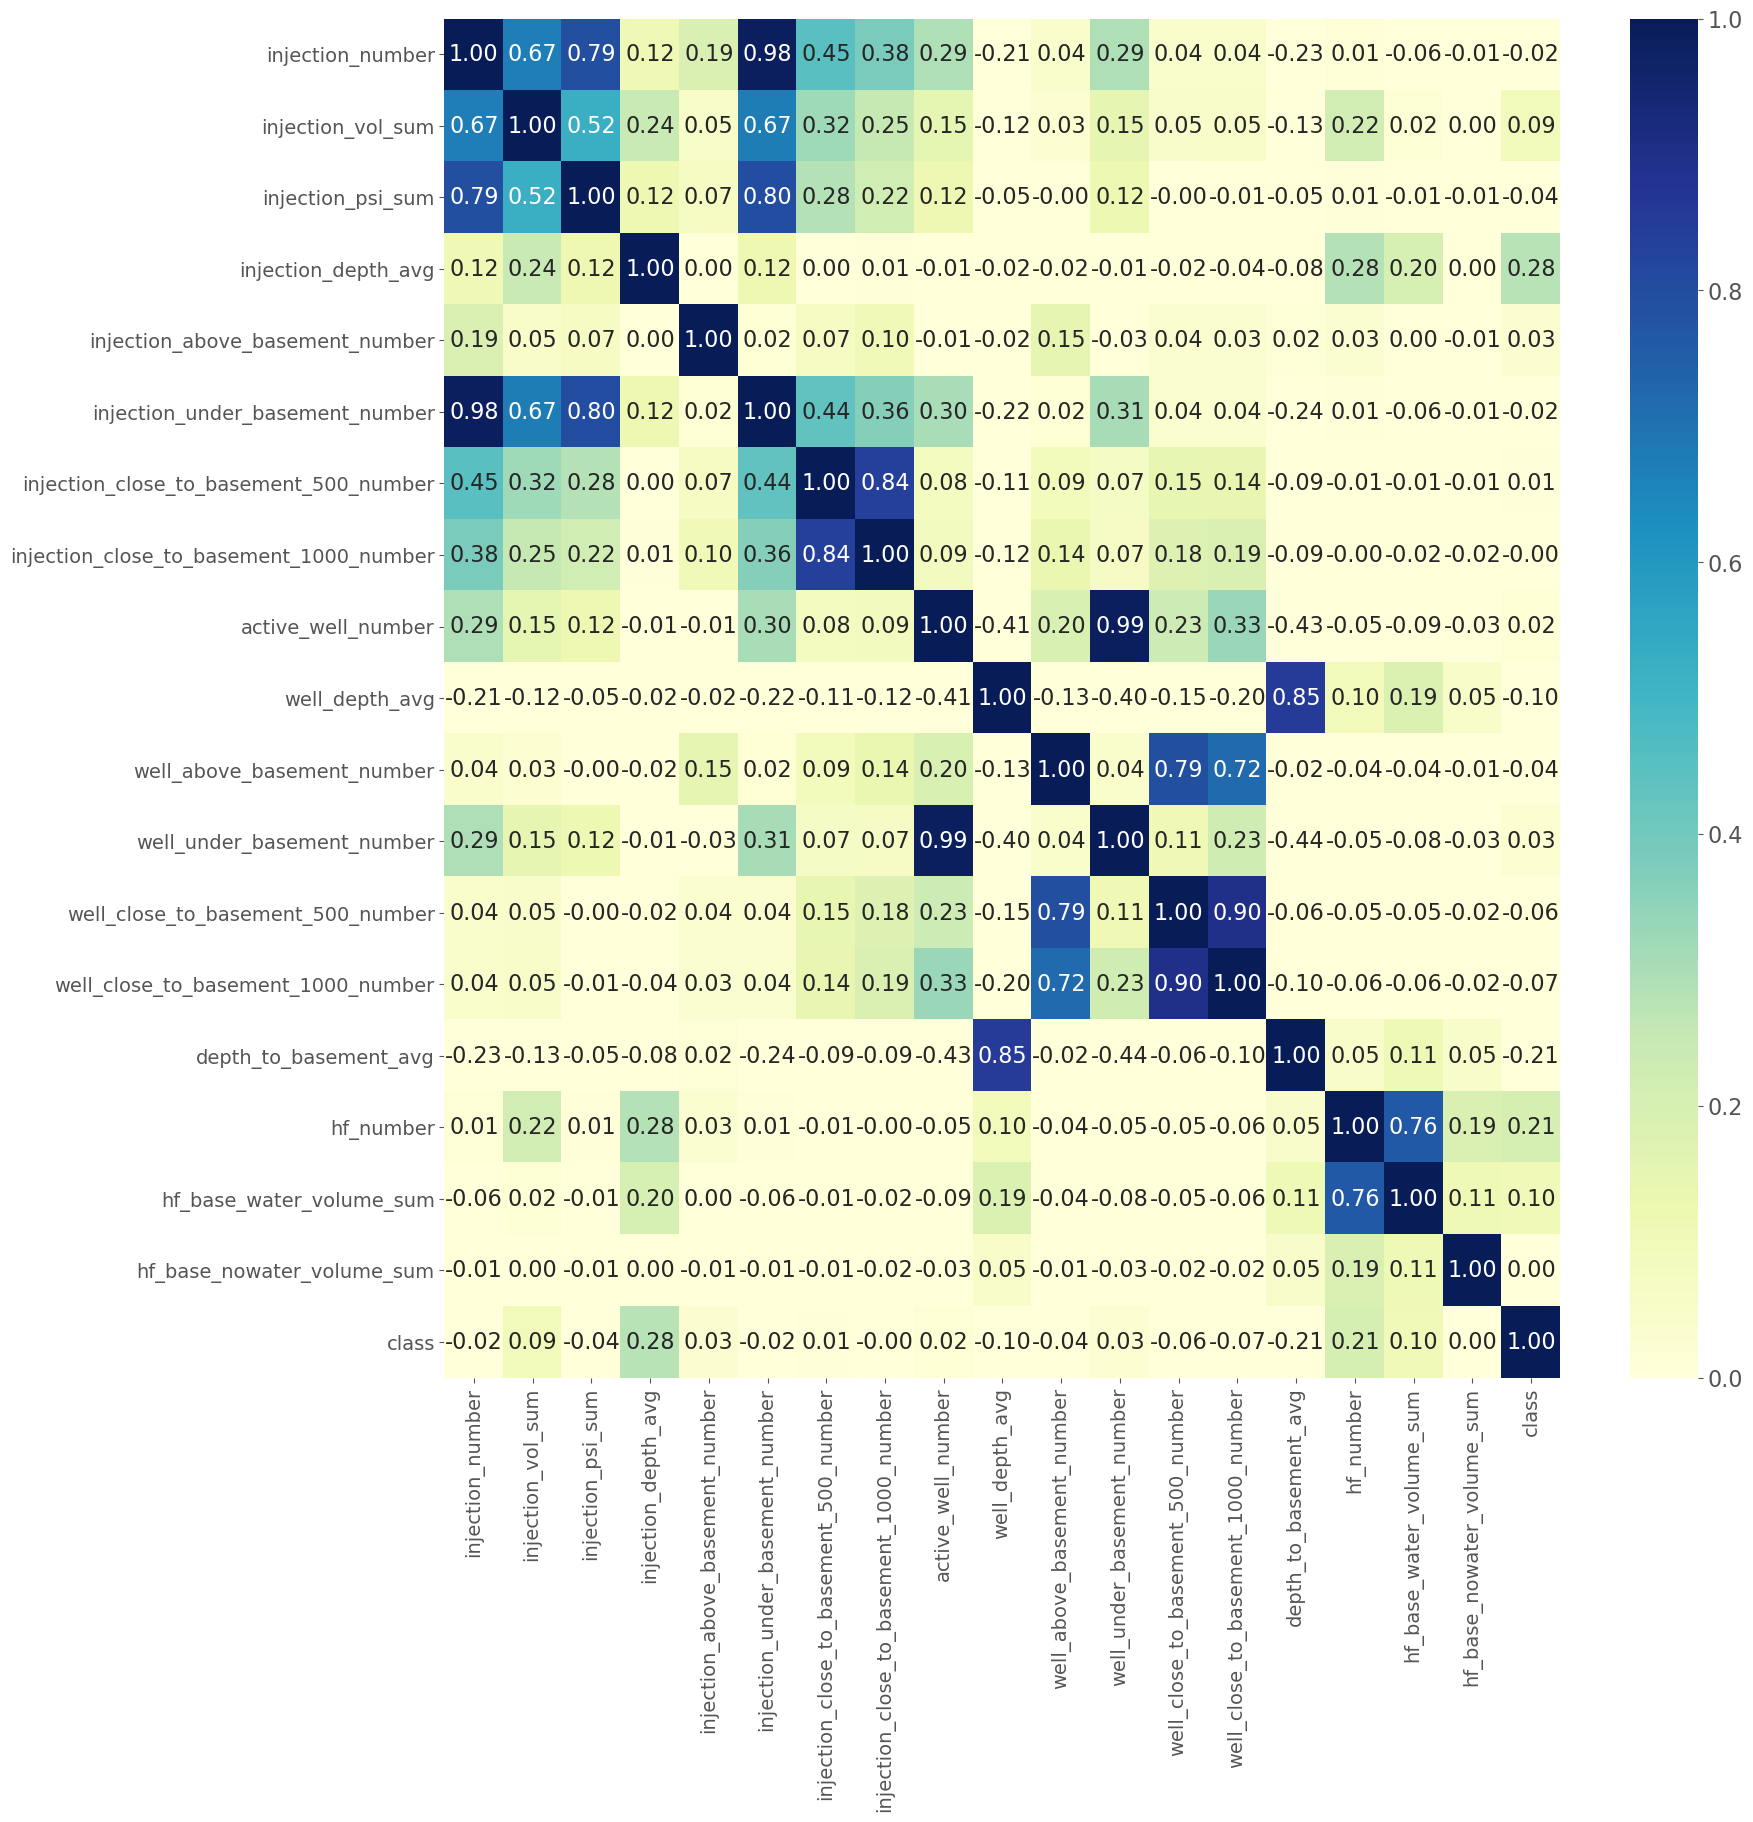 injection_number 1.00 0.67 0.79 0.12 0.19 0.98 0.45 0.38 0.29 -0.21 0.04 0.29 0.04 0.04 -0.23 0.01 -0.06 -0.01 -0.02
injection_vol_sum 0.67 1.00 0.52 0.24 0.05 0.67 0.32 0.25 0.15 -0.12 0.03 0.15 0.05 0.05 -0.13 0.22 0.02 0.00 0.09
injection_psi_sum 0.79 0.52 1.00 0.12 0.07 0.80 0.28 0.22 0.12 -0.05 -0.00 0.12 -0.00 -0.01 -0.05 0.01 -0.01 -0.01 -0.04
injection_depth_avg 0.12 0.24 0.12 1.00 0.00 0.12 0.00 0.01 -0.01 -0.02 -0.02 -0.01 -0.02 -0.04 -0.08 0.28 0.20 0.00 0.28
injection_above_basement_number 0.19 0.05 0.07 0.00 1.00 0.02 0.07 0.10 -0.01 -0.02 0.15 -0.03 0.04 0.03 0.02 0.03 0.00 -0.01 0.03
injection_under_basement_number 0.98 0.67 0.80 0.12 0.02 1.00 0.44 0.36 0.30 -0.22 0.02 0.31 0.04 0.04 -0.24 0.01 -0.06 -0.01 -0.02
injection_close_to_basement_500_number 0.45 0.32 0.28 0.00 0.07 0.44 1.00 0.84 0.08 -0.11 0.09 0.07 0.15 0.14 -0.09 -0.01 -0.01 -0.01 0.01
injection_close_to_basement_1000_number 0.38 0.25 0.22 0.01 0.10 0.36 0.84 1.00 0.09 -0.12 0.14 0.07 0.18 0.19 -0.09 -0.00 -0.02 -0.02 -0.00
active_well_number 0.29 0.15 0.12 -0.01 -0.01 0.30 0.08 0.09 1.00 -0.41 0.20 0.99 0.23 0.33 -0.43 -0.05 -0.09 -0.03 0.02
well_depth_avg -0.21 -0.12 -0.05 -0.02 -0.02 -0.22 -0.11 -0.12 -0.41 1.00 -0.13 -0.40 -0.15 -0.20 0.85 0.10 0.19 0.05 -0.10
well_above_basement_number 0.04 0.03 -0.00 -0.02 0.15 0.02 0.09 0.14 0.20 -0.13 1.00 0.04 0.79 0.72 -0.02 -0.04 -0.04 -0.01 -0.04
well_under_basement_number 0.29 0.15 0.12 -0.01 -0.03 0.31 0.07 0.07 0.99 -0.40 0.04 1.00 0.11 0.23 -0.44 -0.05 -0.08 -0.03 0.03
well_close_to_basement_500_number 0.04 0.05 -0.00 -0.02 0.04 0.04 0.15 0.18 0.23 -0.15 0.79 0.11 1.00 0.90 -0.06 -0.05 -0.05 -0.02 -0.06
well_close_to_basement_1000_number 0.04 0.05 -0.01 -0.04 0.03 0.04 0.14 0.19 0.33 -0.20 0.72 0.23 0.90 1.00 -0.10 -0.06 -0.06 -0.02 -0.07
depth_to_basement_avg -0.23 -0.13 -0.05 -0.08 0.02 -0.24 -0.09 -0.09 -0.43 0.85 -0.02 -0.44 -0.06 -0.10 1.00 0.05 0.11 0.05 -0.21
hf_number 0.01 0.22 0.01 0.28 0.03 0.01 -0.01 -0.00 -0.05 0.10 -0.04 -0.05 -0.05 -0.06 0.05 1.00 0.76 0.19 0.21
hf_base_water_volume_sum -0.06 0.02 -0.01 0.20 0.00 -0.06 -0.01 -0.02 -0.09 0.19 -0.04 -0.08 -0.05 -0.06 0.11 0.76 1.00 0.11 0.10
hf_base_nowater_volume_sum -0.01 0.00 -0.01 0.00 -0.01 -0.01 -0.01 -0.02 -0.03 0.05 -0.01 -0.03 -0.02 -0.02 0.05 0.19 0.11 1.00 0.00
class -0.02 0.09 -0.04 0.28 0.03 -0.02 0.01 -0.00 0.02 -0.10 -0.04 0.03 -0.06 -0.07 -0.21 0.21 0.10 0.00 1.00
injection_number
injection_vol_sum
injection_psi_sum
injection_depth_avg
injection_above_basement_number
injection_under_basement_number
injection_close_to_basement_500_number
injection_close_to_basement_1000_number
active_well_number
well_depth_avg
well_above_basement_number
well_under_basement_number
well_close_to_basement_500_number
well_close_to_basement_1000_number
depth_to_basement_avg
hf_number
hf_base_water_volume_sum
hf_base_nowater_volume_sum
class
1.0
0.8
0.6
0.4
0.2
0.0